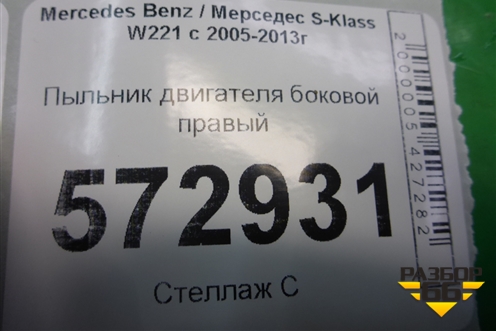 Mercedes Benz / Мерседес S-Klass
W221 с 2005-2013г
Пыльник двигателя боковой
правый
572931
Стеллаж С
2000005427282
РАЗБОР
66